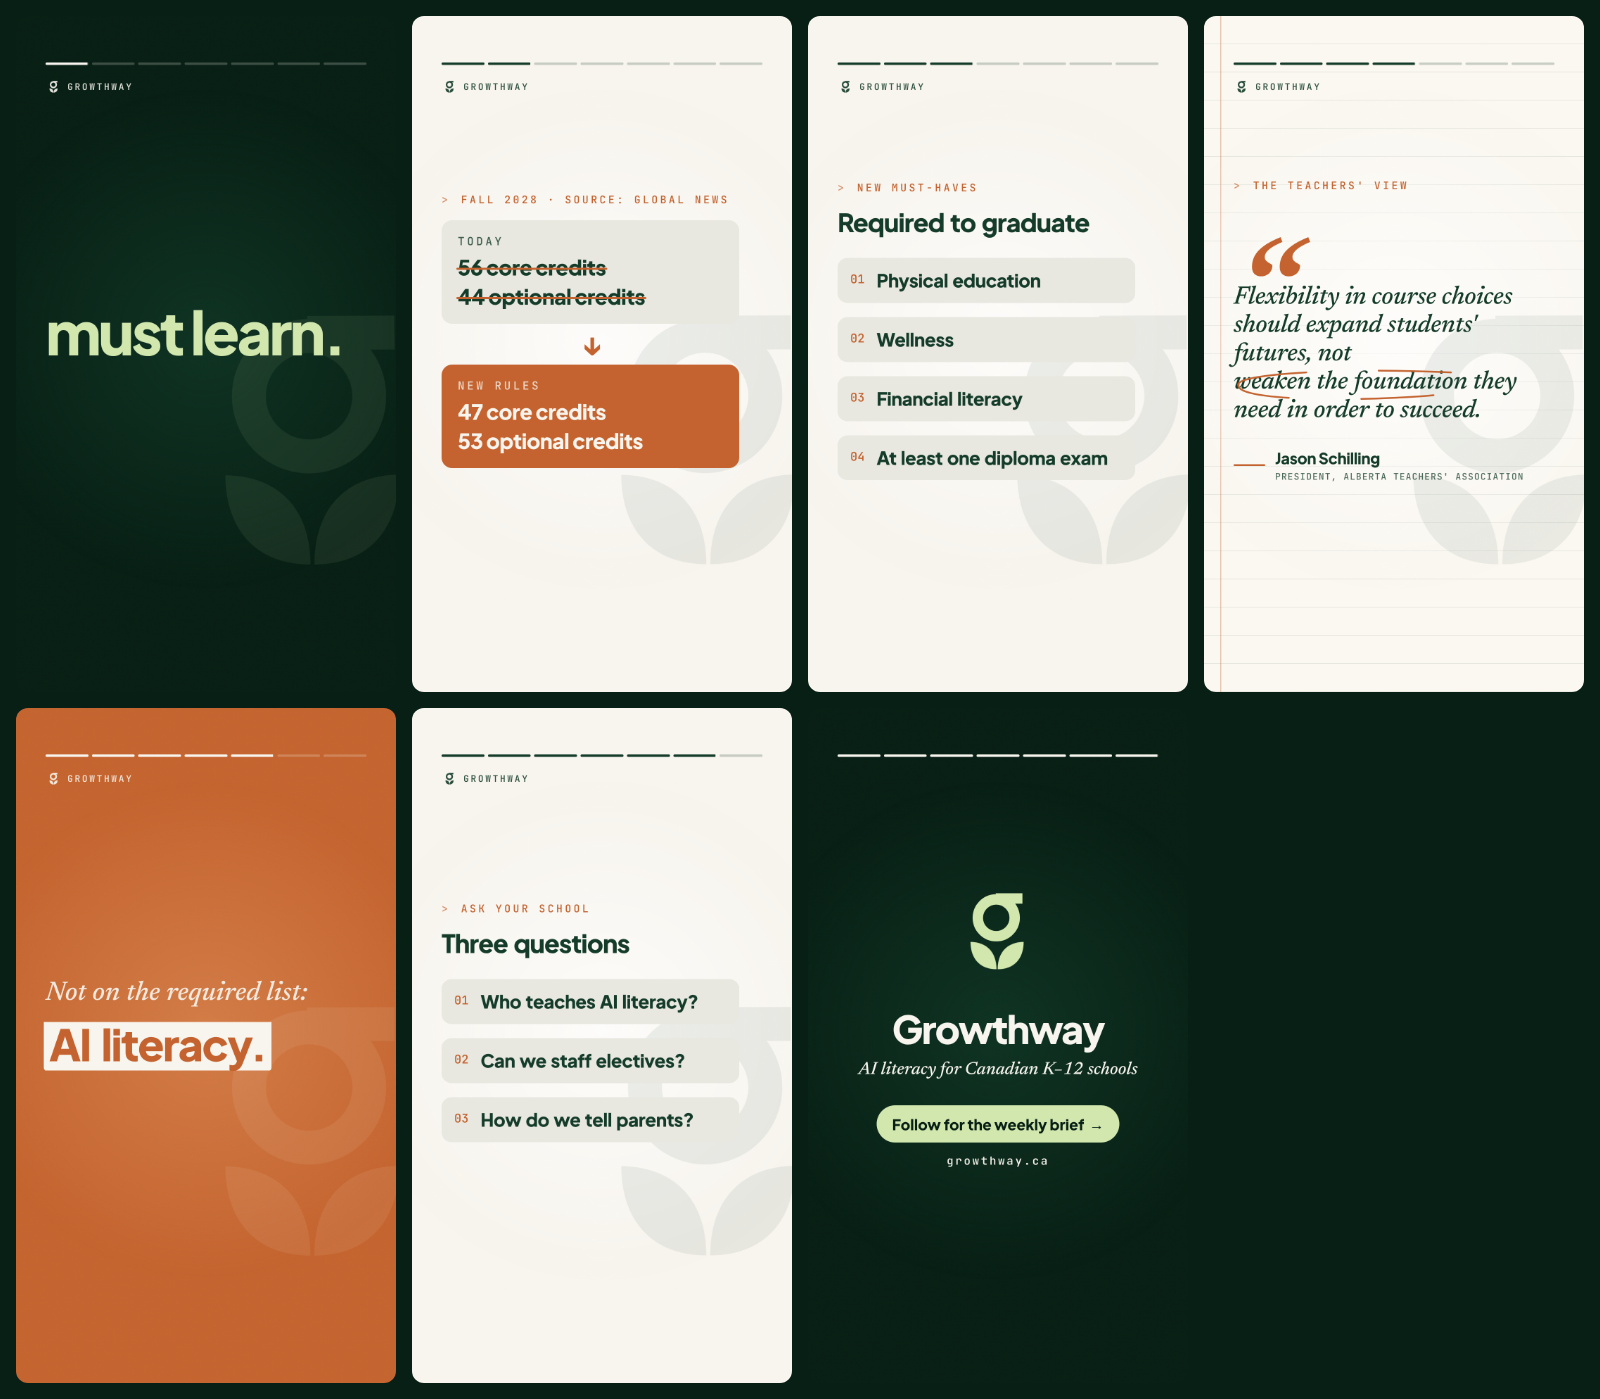 GROWTHWAY
must learn.
GROWTHWAY
> FALL 2028 · SOURCE: GLOBAL NEWS
TODAY
56 core credits
44 optional credits
NEW RULES
47 core credits
53 optional credits
GROWTHWAY
> NEW MUST-HAVES
Required to graduate
01 Physical education
02 Wellness
03 Financial literacy
04 At least one diploma exam
GROWTHWAY
> THE TEACHERS' VIEW
“
Flexibility in course choices
should expand students'
futures, not
weaken the foundation they
need in order to succeed.
Jason Schilling
PRESIDENT, ALBERTA TEACHERS' ASSOCIATION
GROWTHWAY
Not on the required list:
AI literacy.
GROWTHWAY
> ASK YOUR SCHOOL
Three questions
01 Who teaches AI literacy?
02 Can we staff electives?
03 How do we tell parents?
Growthway
AI literacy for Canadian K–12 schools
Follow for the weekly brief →
growthway.ca